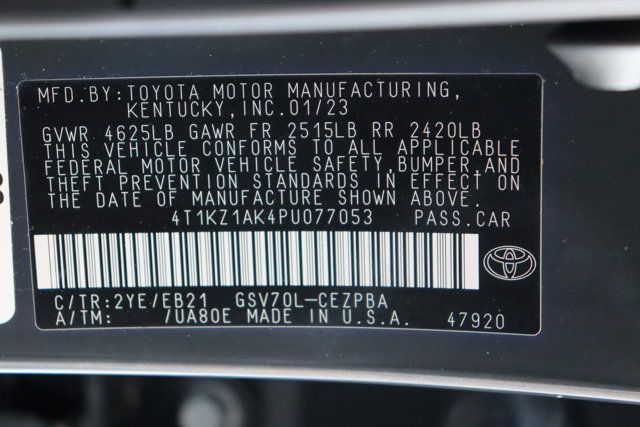 MFD.BY:TOYOTA MOTOR MANUFACTURING,
KENTUCKY,INC.01/23
GVWR 4625LB GAWR FR 2515LB RR 2420LB
THIS VEHICLE CONFORMS TO ALL APPLICABLE
FEDERAL MOTOR VEHICLE SAFETY,BUMPER,AND
THEFT PREVENTION STANDARDS IN EFFECT ON
THE DATE OF MANUFACTURE SHOWN ABOVE.
4T1KZ1AK4PU077053 PASS.CAR
C/TR:2YE/EB21 GSV70L-CEZPBA
A/TM: /UA80E MADE IN U.S.A. 47920